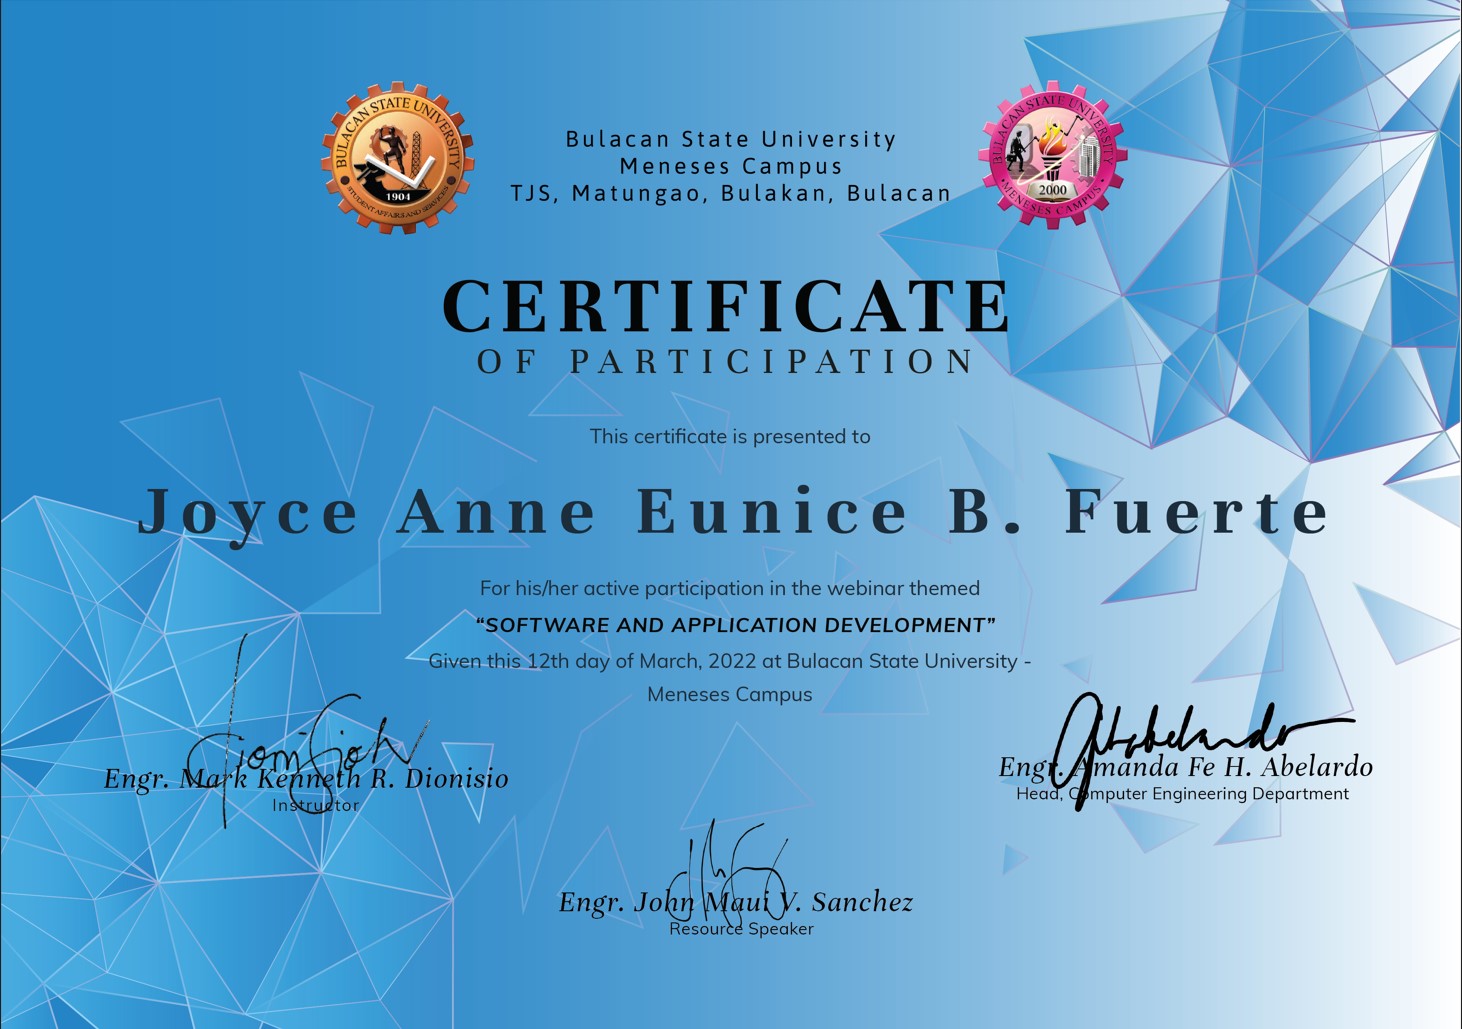 BULACAN STATE UNIVERSITY
1904
STUDENT AFFAIRS AND SERVICES
Bulacan State University
Meneses Campus
TJS, Matungao, Bulakan, Bulacan
BULACAN STATE UNIVERSITY
2000
MENESES CAMPUS
CERTIFICATE
OF PARTICIPATION
This certificate is presented to
Joyce Anne Eunice B. Fuerte
For his/her active participation in the webinar themed
“SOFTWARE AND APPLICATION DEVELOPMENT”
Given this 12th day of March, 2022 at Bulacan State University -
Meneses Campus
Engr. Mark Kenneth R. Dionisio
Instructor
Engr. Amanda Fe H. Abelardo
Head, Computer Engineering Department
Engr. John Maui V. Sanchez
Resource Speaker